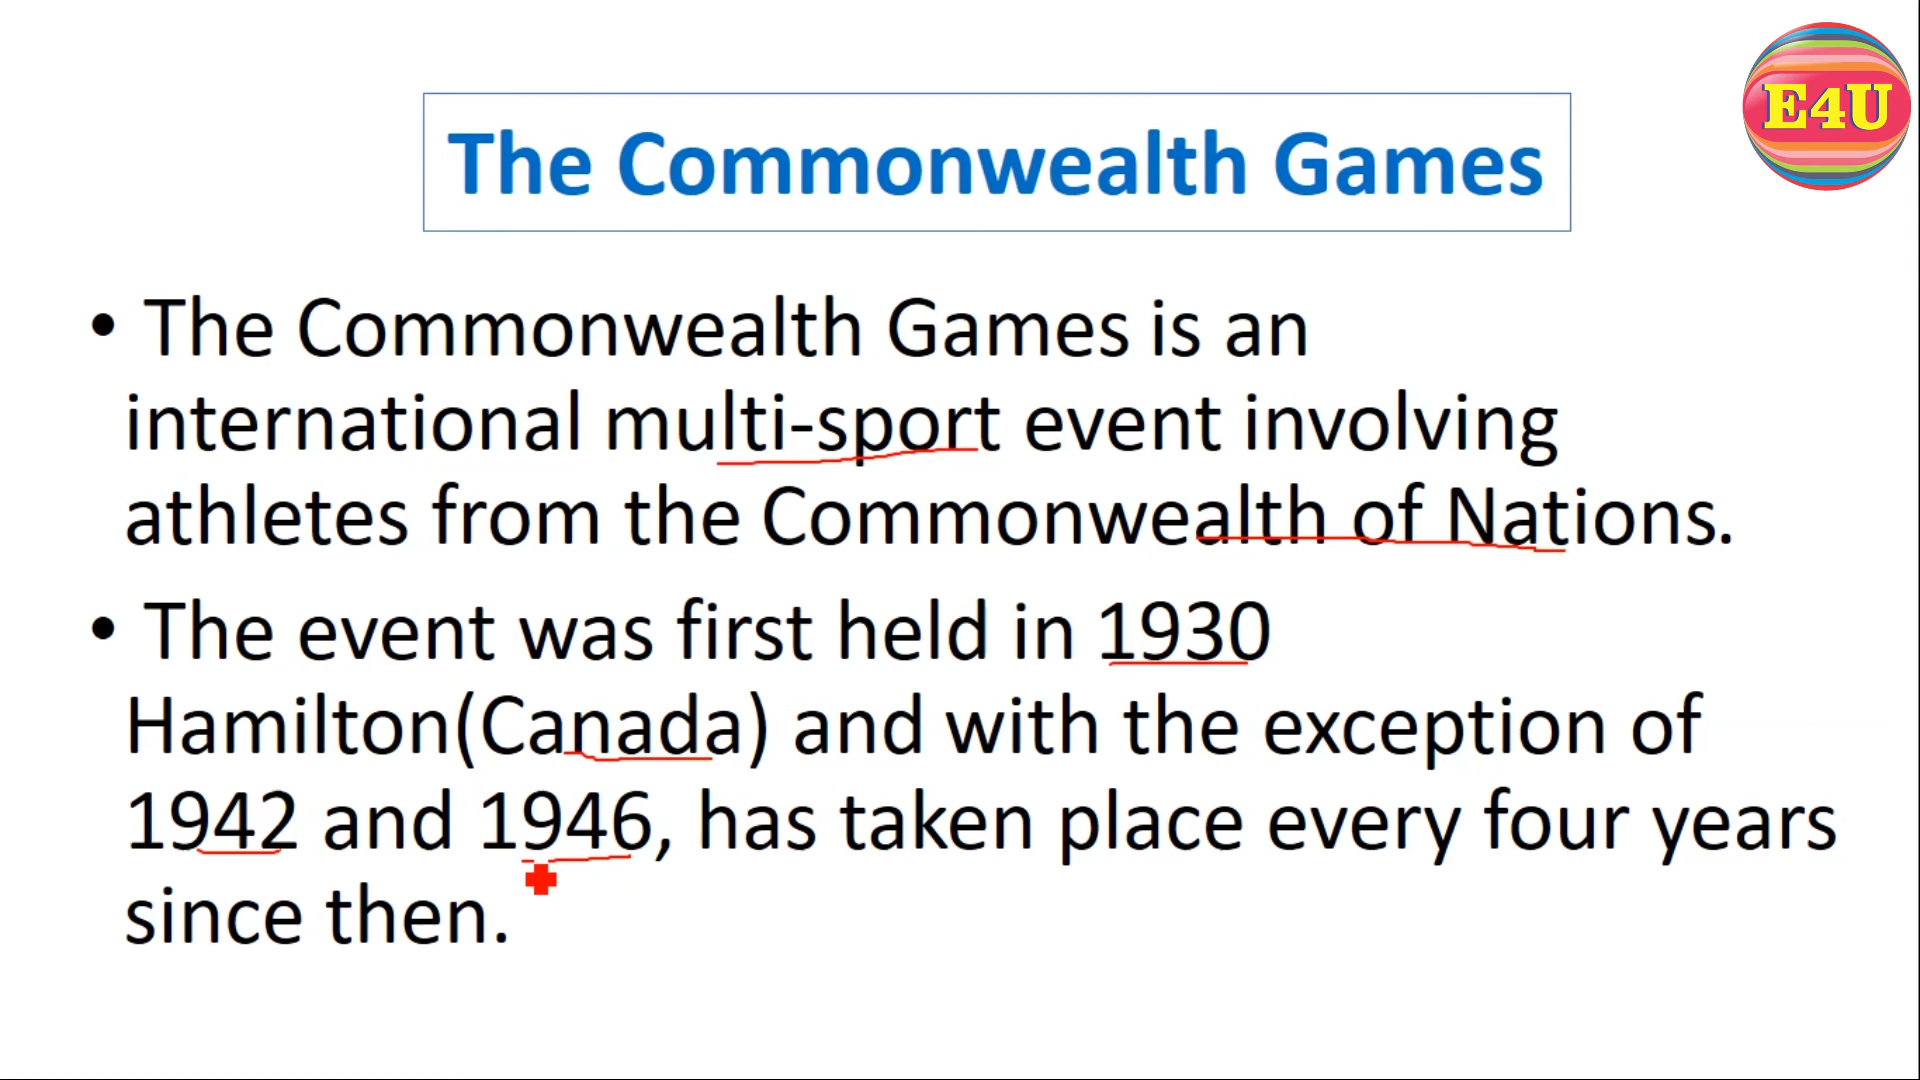 E4U
The Commonwealth Games
• The Commonwealth Games is an
international multi-sport event involving
athletes from the Commonwealth of Nations.
• The event was first held in 1930
Hamilton(Canada) and with the exception of
1942 and 1946, has taken place every four years
since then.